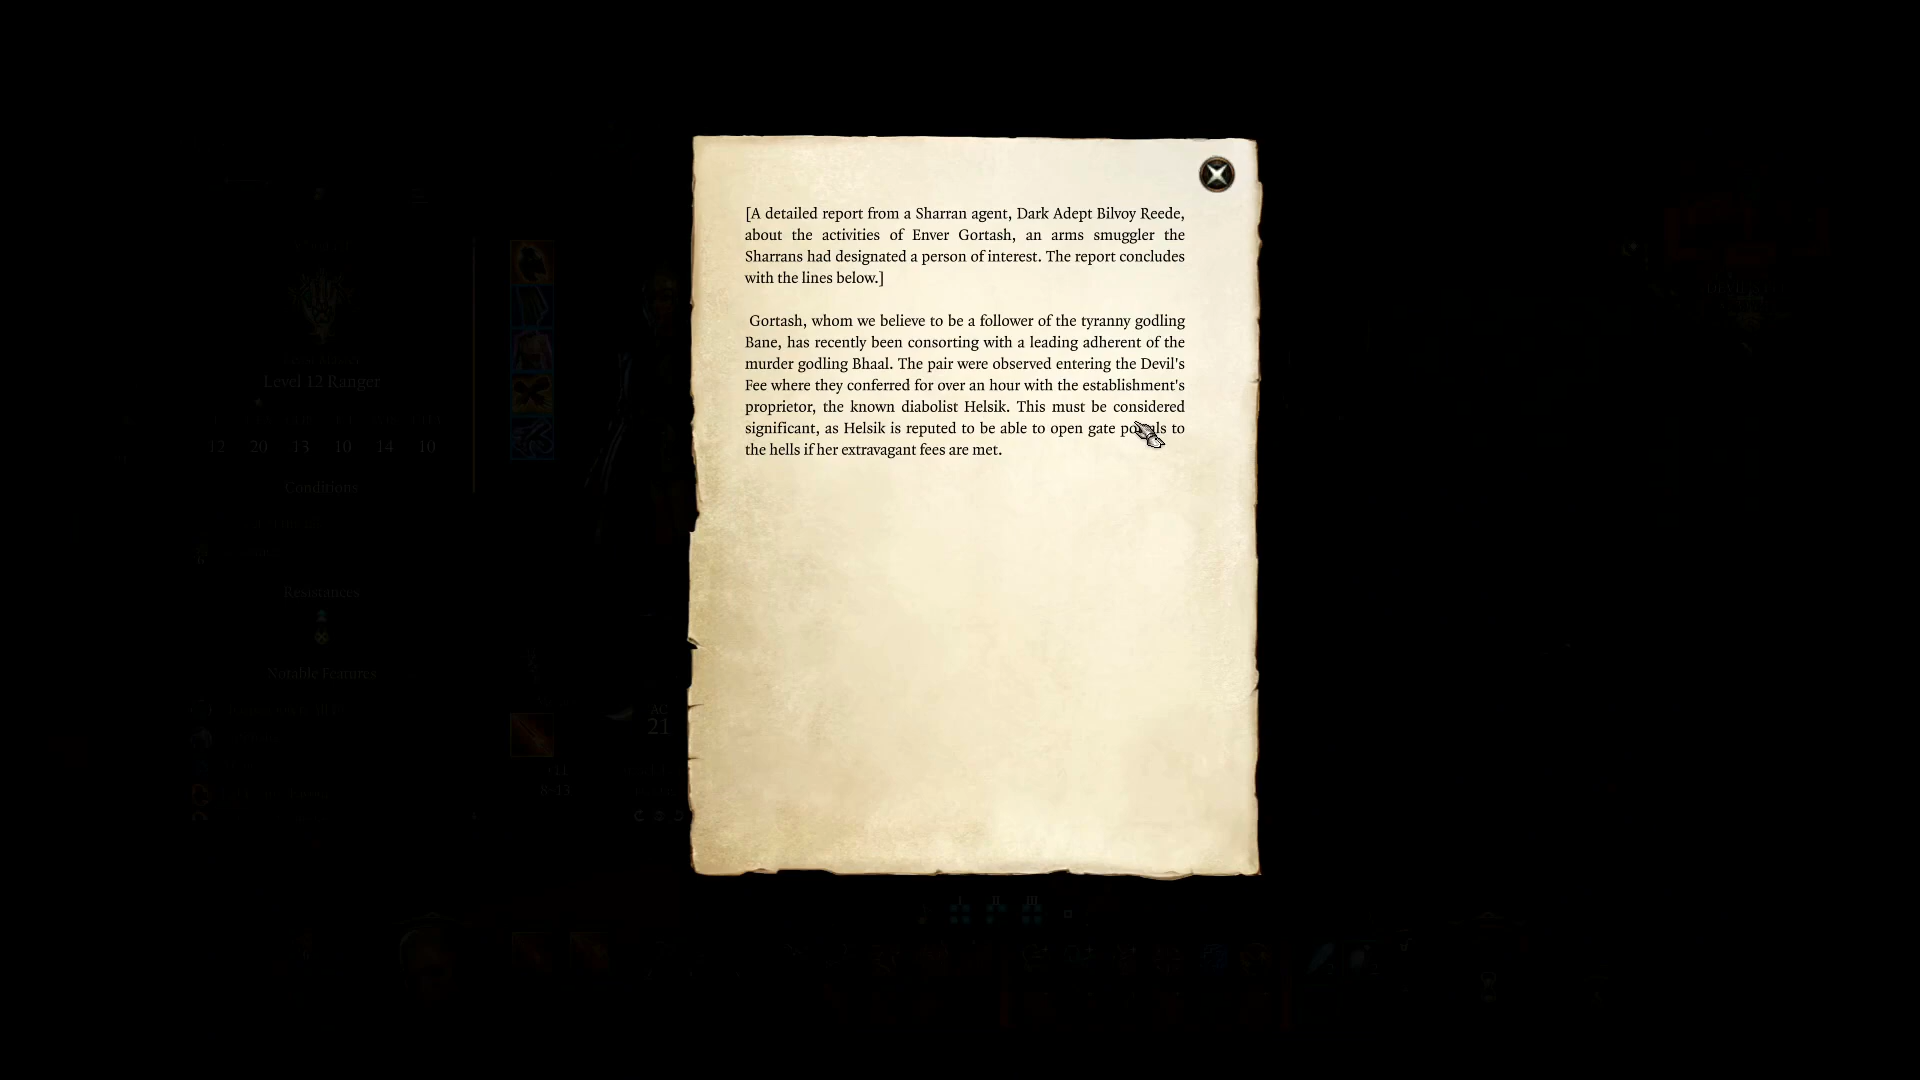 [A detailed report from a Sharran agent, Dark Adept Bilvoy Reede,
about the activities of Enver Gortash, an arms smuggler the
Sharrans had designated a person of interest. The report concludes
with the lines below.]
Gortash, whom we believe to be a follower of the tyranny godling
Bane, has recently been consorting with a leading adherent of the
murder godling Bhaal. The pair were observed entering the Devil's
Fee where they conferred for over an hour with the establishment's
proprietor, the known diabolist Helsik. This must be considered
significant, as Helsik is reputed to be able to open gate portals to
the hells if her extravagant fees are met.
Level 12 Ranger
12 20 13 10 14 10
Conditions
Resistances
Notable Features
AC
21
+11
8-13
I II III